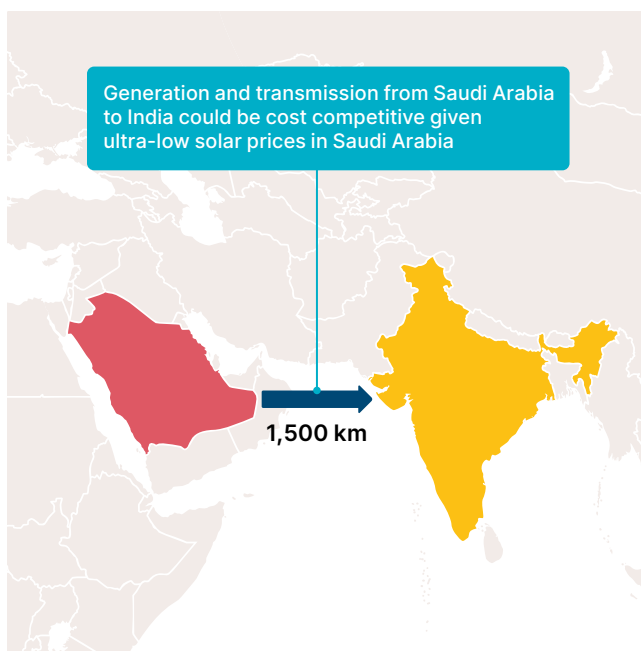 Generation and transmission from Saudi Arabia
to India could be cost competitive given
ultra-low solar prices in Saudi Arabia
1,500 km